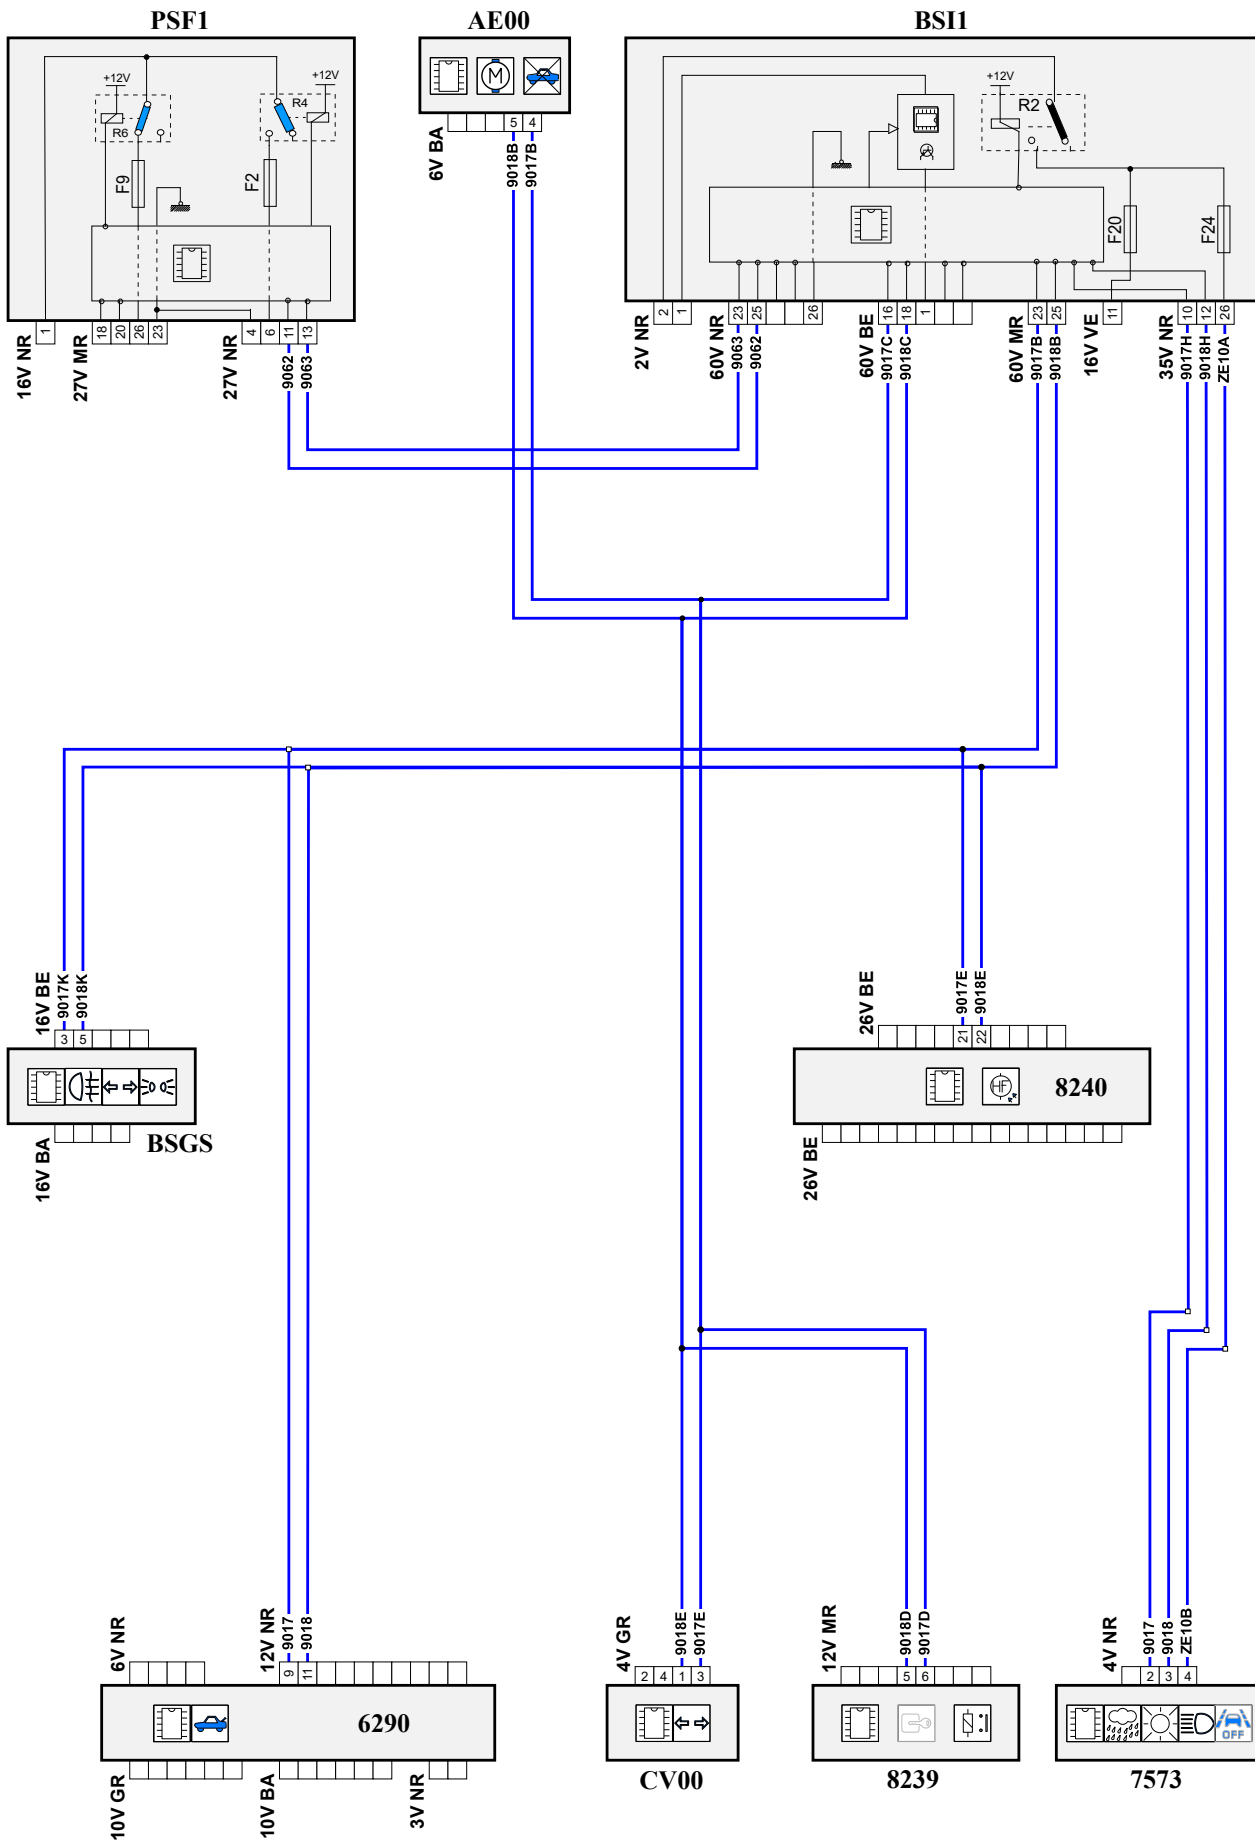 PSF1
AE00
BSI1
+12V
R6
R4
+12V
F9
F2
M
+12V
R2
F20
F24
16V NR
1
27V MR
18 20 26 23
27V NR
4 6 11 13
9062
9063
6V BA
5 4
9018B
9017B
2V NR
2 1
60V NR
23 25 26
9063
9062
60V BE
16 18 1
9017C
9018C
60V MR
23 25
9017B
9018B
16V VE
11
35V NR
10 12 26
9017H
9018H
ZE10A
16V BE
9017K
9018K
3 5
16V BA
BSGS
26V BE
9017E
9018E
21 22
HF
8240
26V BE
6V NR
12V NR
9017
9018
9 11
6290
10V GR
10V BA
3V NR
4V GR
9018E
9017E
2 4 1 3
CV00
12V MR
9018D
9017D
5 6
8239
4V NR
9017
9018
ZE10B
2 3 4
OFF
7573